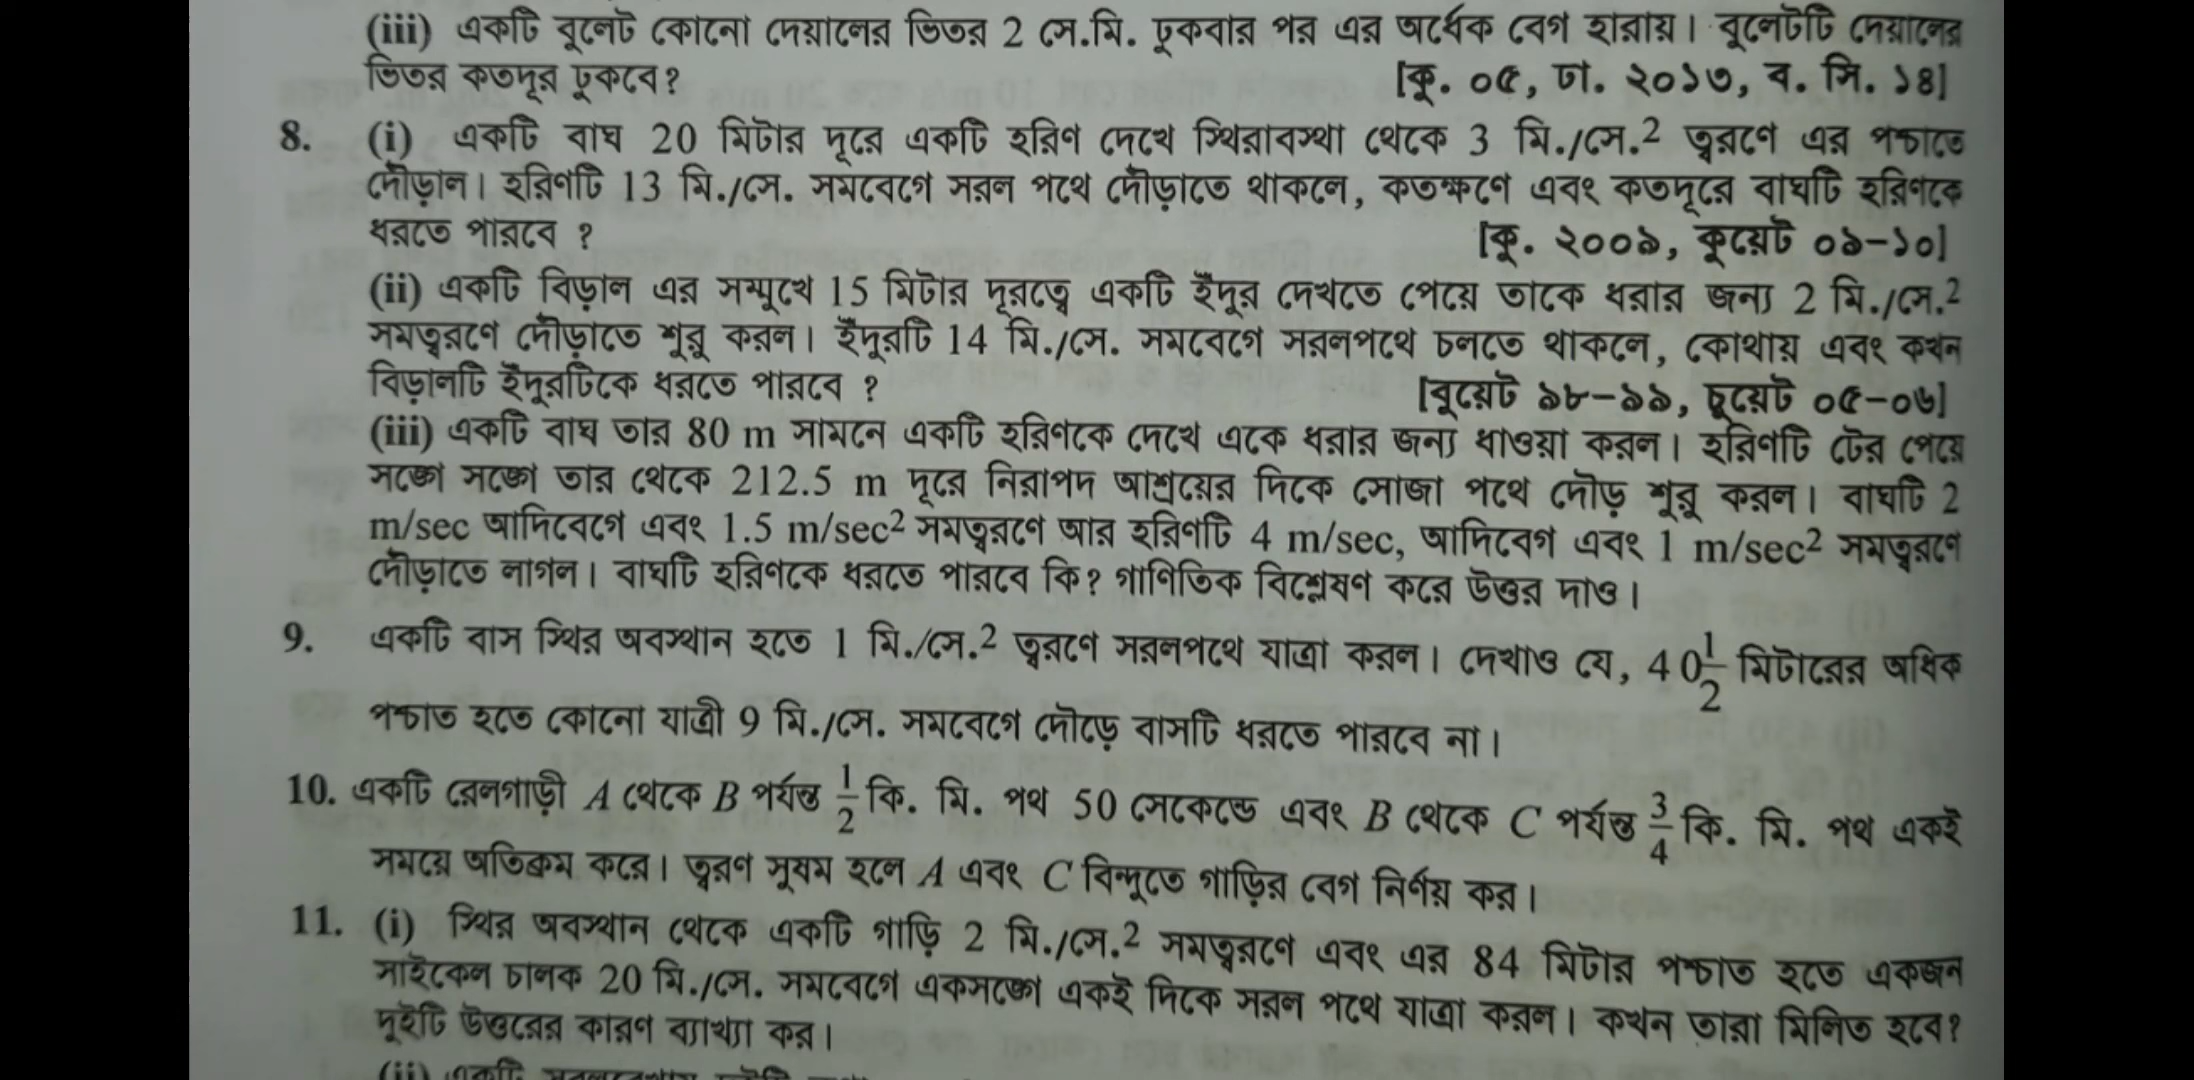 (iii) একটি বুলেট কোনো দেয়ালের ভিতর 2 সে.মি. ঢুকবার পর এর অর্ধেক বেগ হারায়। বুলেটটি দেয়ালের
ভিতর কতদূর ঢুকবে? [কু. ০৫, ঢা. ২০১৩, ব. সি. ১৪]
8. (i) একটি বাঘ 20 মিটার দূরে একটি হরিণ দেখে স্থিরাবস্থা থেকে 3 মি./সে.² ত্বরণে এর পশ্চাতে
দৌড়াল। হরিণটি 13 মি./সে. সমবেগে সরল পথে দৌড়াতে থাকলে, কতক্ষণে এবং কতদূরে বাঘটি হরিণকে
ধরতে পারবে ? [কু. ২০০৯, কুয়েট ০৯-১০]
(ii) একটি বিড়াল এর সম্মুখে 15 মিটার দূরত্বে একটি ইঁদুর দেখতে পেয়ে তাকে ধরার জন্য 2 মি./সে.²
সমত্বরণে দৌড়াতে শুরু করল। ইঁদুরটি 14 মি./সে. সমবেগে সরলপথে চলতে থাকলে, কোথায় এবং কখন
বিড়ালটি ইঁদুরটিকে ধরতে পারবে ? [বুয়েট ৯৮-৯৯, চুয়েট ০৫-০৬]
(iii) একটি বাঘ তার 80 m সামনে একটি হরিণকে দেখে একে ধরার জন্য ধাওয়া করল। হরিণটি টের পেয়ে
সঙ্গে সঙ্গে তার থেকে 212.5 m দূরে নিরাপদ আশ্রয়ের দিকে সোজা পথে দৌড় শুরু করল। বাঘটি 2
m/sec আদিবেগে এবং 1.5 m/sec² সমত্বরণে আর হরিণটি 4 m/sec, আদিবেগ এবং 1 m/sec² সমত্বরণে
দৌড়াতে লাগল। বাঘটি হরিণকে ধরতে পারবে কি? গাণিতিক বিশ্লেষণ করে উত্তর দাও।
9. একটি বাস স্থির অবস্থান হতে 1 মি./সে.² ত্বরণে সরলপথে যাত্রা করল। দেখাও যে, 40 1/2 মিটারের অধিক
পশ্চাত হতে কোনো যাত্রী 9 মি./সে. সমবেগে দৌড়ে বাসটি ধরতে পারবে না।
10. একটি রেলগাড়ী A থেকে B পর্যন্ত 1/2 কি. মি. পথ 50 সেকেন্ডে এবং B থেকে C পর্যন্ত 3/4 কি. মি. পথ একই
সময়ে অতিক্রম করে। ত্বরণ সুষম হলে A এবং C বিন্দুতে গাড়ির বেগ নির্ণয় কর।
11. (i) স্থির অবস্থান থেকে একটি গাড়ি 2 মি./সে.² সমত্বরণে এবং এর 84 মিটার পশ্চাত হতে একজন
সাইকেল চালক 20 মি./সে. সমবেগে একসঙ্গে একই দিকে সরল পথে যাত্রা করল। কখন তারা মিলিত হবে?
দুইটি উত্তরের কারণ ব্যাখ্যা কর।
(ii) একটি